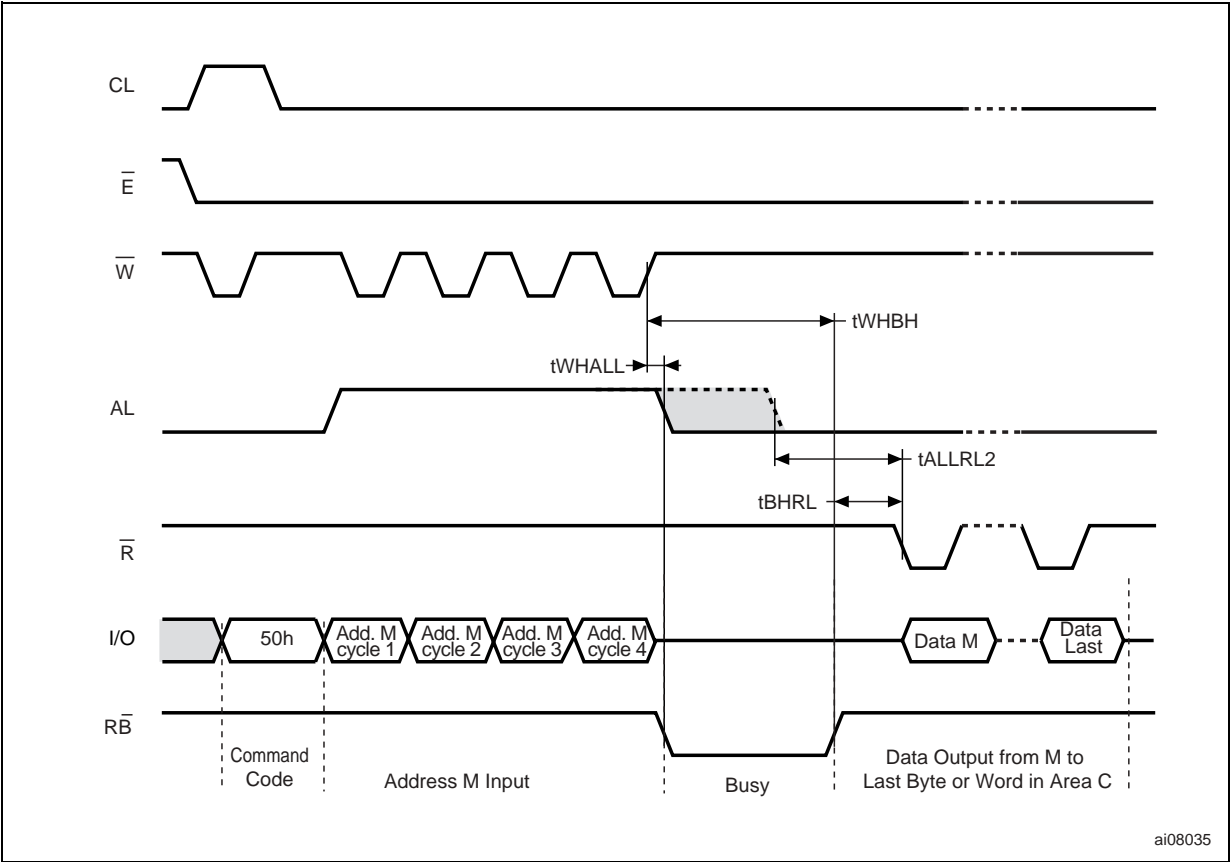 CL
E
W
tWHBH
tWHALL
AL
tALLRL2
tBHRL
R
I/O
50h
Add. M
cycle 1
Add. M
cycle 2
Add. M
cycle 3
Add. M
cycle 4
Data M
Data
Last
RB
Command
Code
Address M Input
Busy
Data Output from M to
Last Byte or Word in Area C
ai08035